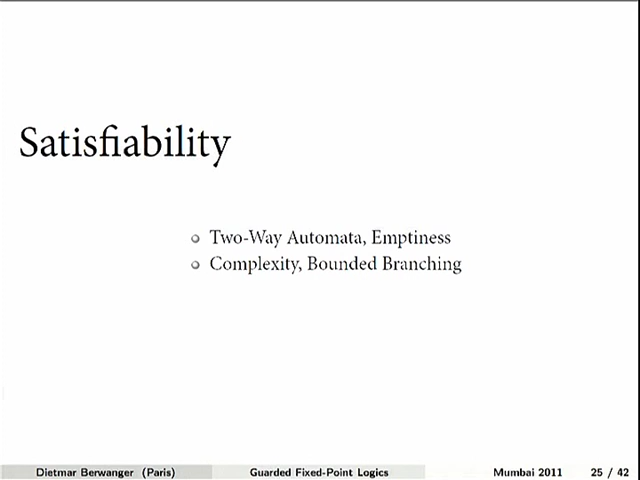 Satisfiability
Two-Way Automata, Emptiness
Complexity, Bounded Branching
Dietmar Berwanger (Paris) Guarded Fixed-Point Logics Mumbai 2011 25 / 42